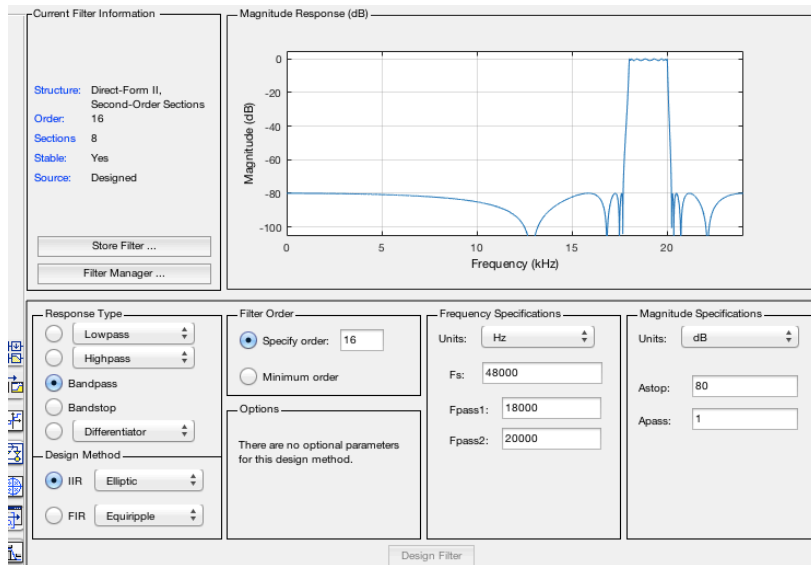 Current Filter Information
Structure: Direct-Form II,
Second-Order Sections
Order: 16
Sections 8
Stable: Yes
Source: Designed
Store Filter ...
Filter Manager ...
Magnitude Response (dB)
0
-20
-40
-60
-80
-100
Magnitude (dB)
0 5 10 15 20
Frequency (kHz)
Response Type
Lowpass
Highpass
Bandpass
Bandstop
Differentiator
Design Method
IIR Elliptic
FIR Equiripple
Filter Order
Specify order: 16
Minimum order
Options
There are no optional parameters
for this design method.
Frequency Specifications
Units: Hz
Fs: 48000
Fpass1: 18000
Fpass2: 20000
Magnitude Specifications
Units: dB
Astop: 80
Apass: 1
Design Filter